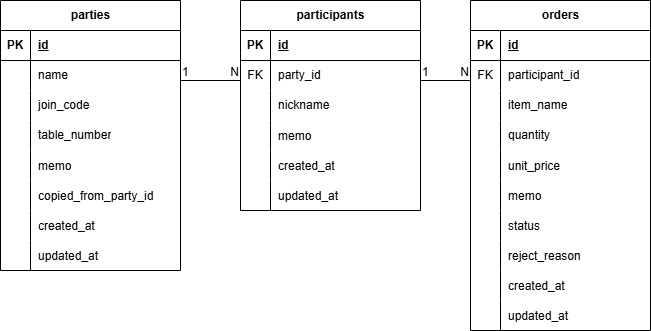 parties
PK id
name
join_code
table_number
memo
copied_from_party_id
created_at
updated_at
1 N
participants
PK id
FK party_id
nickname
memo
created_at
updated_at
1 N
orders
PK id
FK participant_id
item_name
quantity
unit_price
memo
status
reject_reason
created_at
updated_at